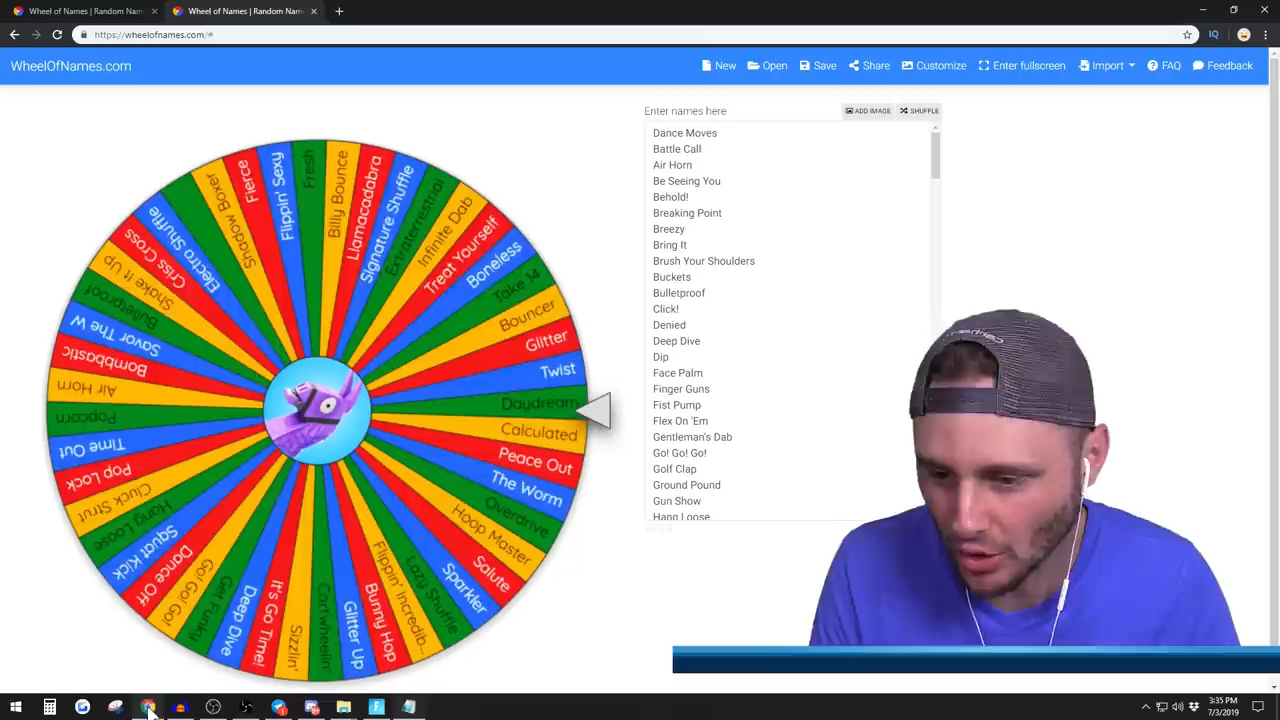 Wheel of Names | Random Nam
Wheel of Names | Random Nam
https://wheelofnames.com/#
WheelOfNames.com
New
Open
Save
Share
Customize
Enter fullscreen
Import
FAQ
Feedback
Enter names here
ADD IMAGE
SHUFFLE
Dance Moves
Battle Call
Air Horn
Be Seeing You
Behold!
Breaking Point
Breezy
Bring It
Brush Your Shoulders
Buckets
Bulletproof
Click!
Denied
Deep Dive
Dip
Face Palm
Finger Guns
Fist Pump
Flex On 'Em
Gentleman's Dab
Go! Go! Go!
Golf Clap
Ground Pound
Gun Show
Hang Loose
Fresh
Billy Bounce
Llamacadabra
Signature Shuffle
Extraterrestrial
Infinite Dab
Treat Yourself
Boneless
Take 14
Bouncer
Glitter
Twist
Daydream
Calculated
Peace Out
The Worm
Overdrive
Hoop Master
Salute
Sparkler
Lazy Shuffle
Flippin' Incredib...
Bunny Hop
Glitter Up
Cartwheelin'
Sizzlin'
It's Go Time!
Deep Dive
Get Funky
Go! Go! Go!
Dance Off
Squat Kick
Hang Loose
Cluck Strut
Pop Lock
Time Out
Popcorn
Air Horn
Bombastic
Savor The W
Bulletproof
Shake It Up
Criss Cross
Electro Shuffle
Shadow Boxer
Fierce
Flippin' Sexy
3:35 PM
7/3/2019